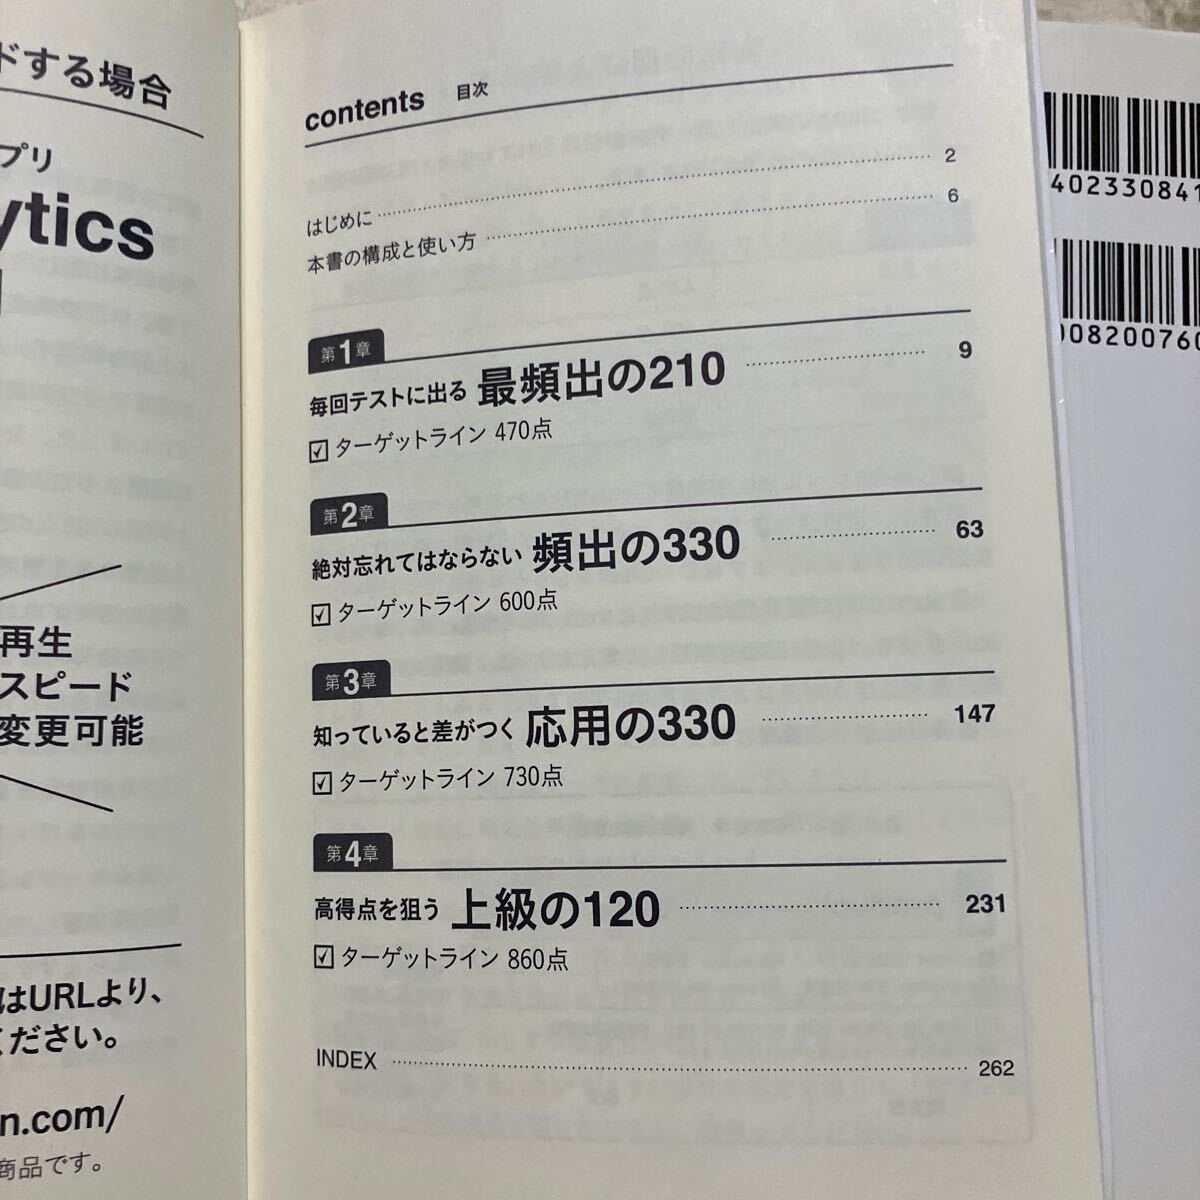 ドする場合
プリ
ytics
再生
スピード
変更可能
はURLより、
ください。
n.com/
商品です。
contents 目次
はじめに 2
本書の構成と使い方 6
第1章
毎回テストに出る 最頻出の210 9
ターゲットライン 470点
第2章
絶対忘れてはならない 頻出の330 63
ターゲットライン 600点
第3章
知っていると差がつく 応用の330 147
ターゲットライン 730点
第4章
高得点を狙う 上級の120 231
ターゲットライン 860点
INDEX 262
402330841
008200760